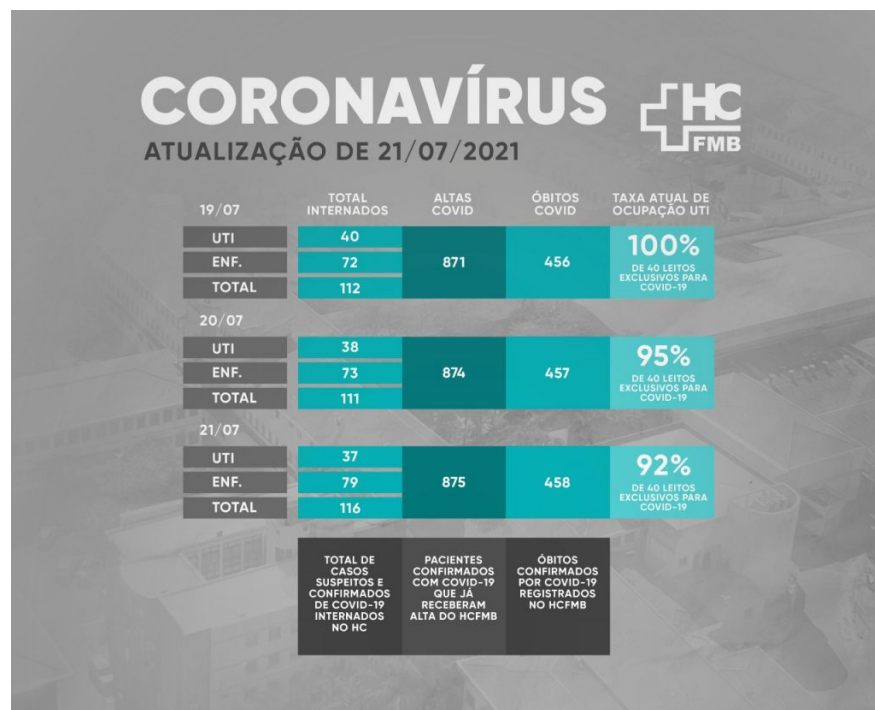 CORONAVÍRUS
HC
FMB
ATUALIZAÇÃO DE 21/07/2021
19/07
TOTAL
INTERNADOS
ALTAS
COVID
ÓBITOS
COVID
TAXA ATUAL DE
OCUPAÇÃO UTI
UTI
40
ENF.
72
TOTAL
112
871
456
100%
DE 40 LEITOS
EXCLUSIVOS PARA
COVID-19
20/07
UTI
38
ENF.
73
TOTAL
111
874
457
95%
DE 40 LEITOS
EXCLUSIVOS PARA
COVID-19
21/07
UTI
37
ENF.
79
TOTAL
116
875
458
92%
DE 40 LEITOS
EXCLUSIVOS PARA
COVID-19
TOTAL DE
CASOS
SUSPEITOS E
CONFIRMADOS
DE COVID-19
INTERNADOS
NO HC
PACIENTES
CONFIRMADOS
COM COVID-19
QUE JÁ
RECEBERAM
ALTA DO HCFMB
ÓBITOS
CONFIRMADOS
POR COVID-19
REGISTRADOS
NO HCFMB